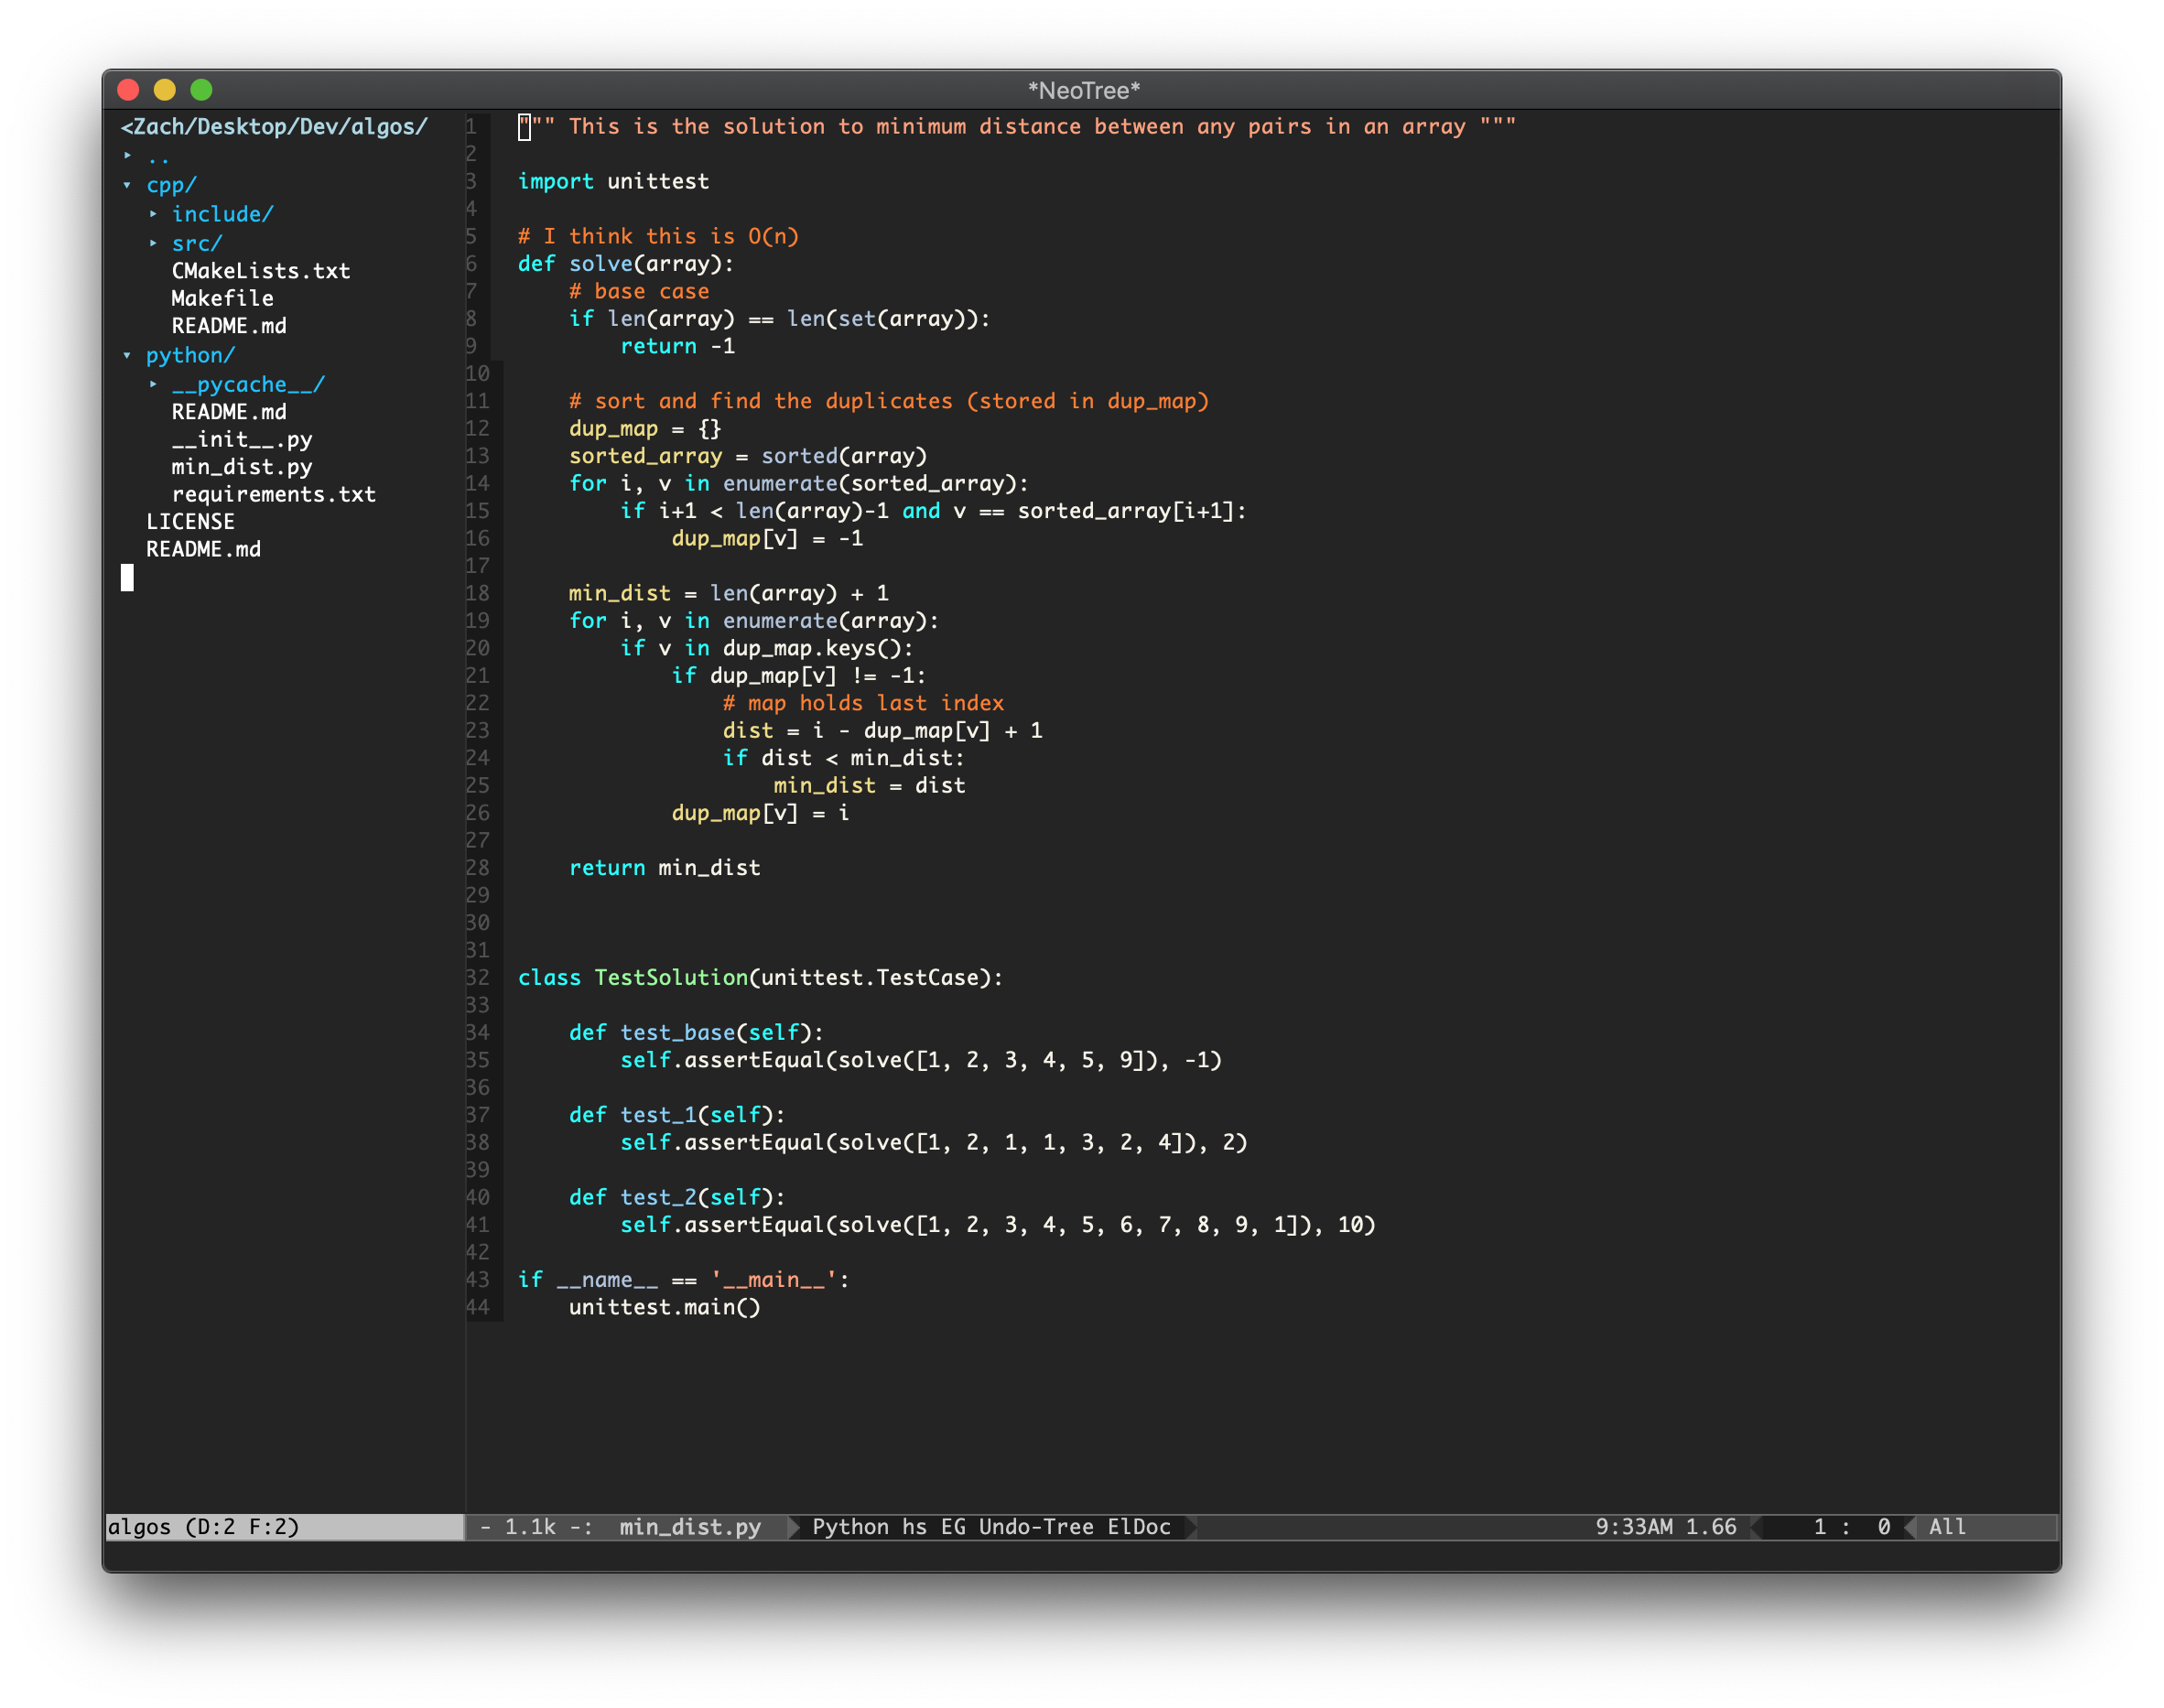 *NeoTree*
<Zach/Desktop/Dev/algos/
▸ ..
▾ cpp/
  ▸ include/
  ▸ src/
    CMakeLists.txt
    Makefile
    README.md
▾ python/
  ▸ __pycache__/
    README.md
    __init__.py
    min_dist.py
    requirements.txt
  LICENSE
  README.md
1 """ This is the solution to minimum distance between any pairs in an array """
2
3 import unittest
4
5 # I think this is O(n)
6 def solve(array):
7     # base case
8     if len(array) == len(set(array)):
9         return -1
10
11     # sort and find the duplicates (stored in dup_map)
12     dup_map = {}
13     sorted_array = sorted(array)
14     for i, v in enumerate(sorted_array):
15         if i+1 < len(array)-1 and v == sorted_array[i+1]:
16             dup_map[v] = -1
17
18     min_dist = len(array) + 1
19     for i, v in enumerate(array):
20         if v in dup_map.keys():
21             if dup_map[v] != -1:
22                 # map holds last index
23                 dist = i - dup_map[v] + 1
24                 if dist < min_dist:
25                     min_dist = dist
26             dup_map[v] = i
27
28     return min_dist
29
30
31
32 class TestSolution(unittest.TestCase):
33
34     def test_base(self):
35         self.assertEqual(solve([1, 2, 3, 4, 5, 9]), -1)
36
37     def test_1(self):
38         self.assertEqual(solve([1, 2, 1, 1, 3, 2, 4]), 2)
39
40     def test_2(self):
41         self.assertEqual(solve([1, 2, 3, 4, 5, 6, 7, 8, 9, 1]), 10)
42
43 if __name__ == '__main__':
44     unittest.main()
algos (D:2 F:2)
- 1.1k -:  min_dist.py  Python hs EG Undo-Tree ElDoc  9:33AM 1.66  1 :  0  All